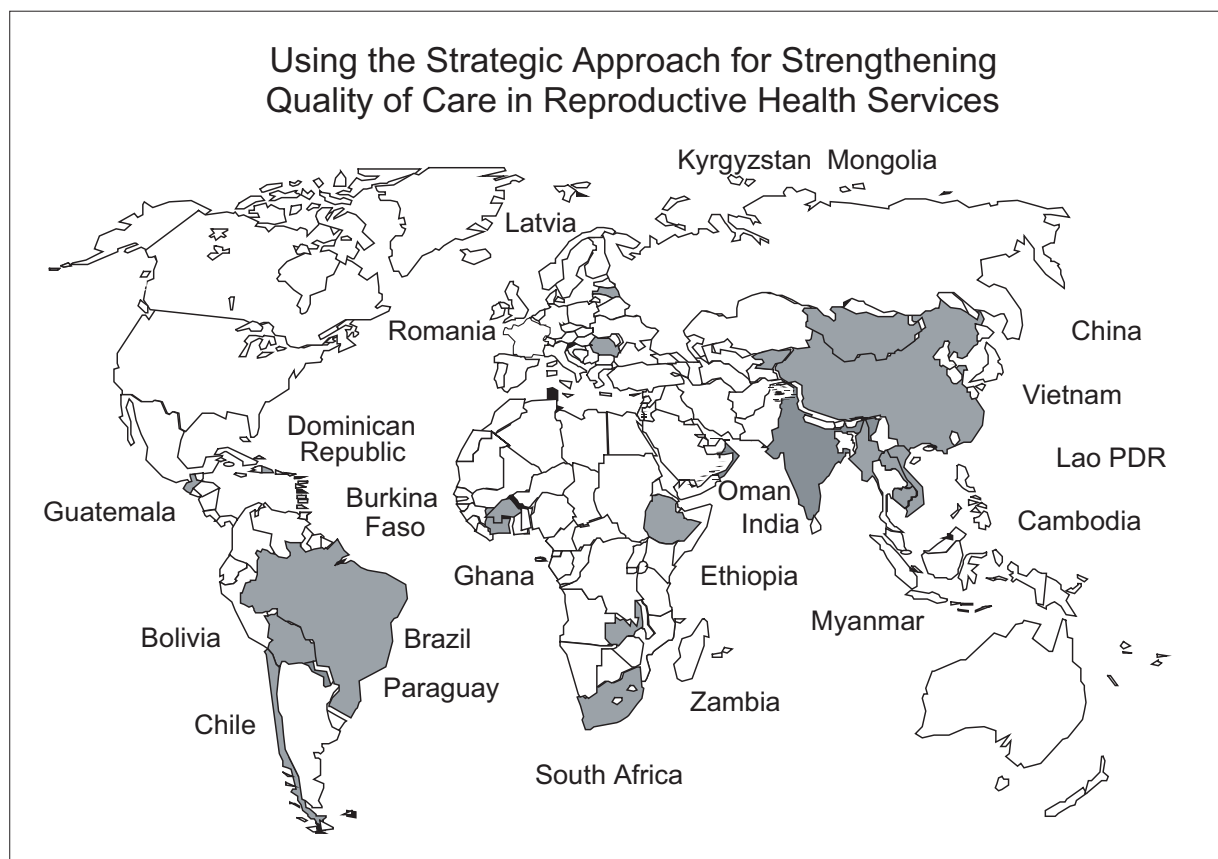 Using the Strategic Approach for Strengthening
Quality of Care in Reproductive Health Services
Kyrgyzstan Mongolia
Latvia
Romania
China
Vietnam
Dominican
Republic
Lao PDR
Guatemala
Burkina
Faso
Oman
India
Cambodia
Ghana
Ethiopia
Myanmar
Bolivia
Brazil
Paraguay
Zambia
Chile
South Africa